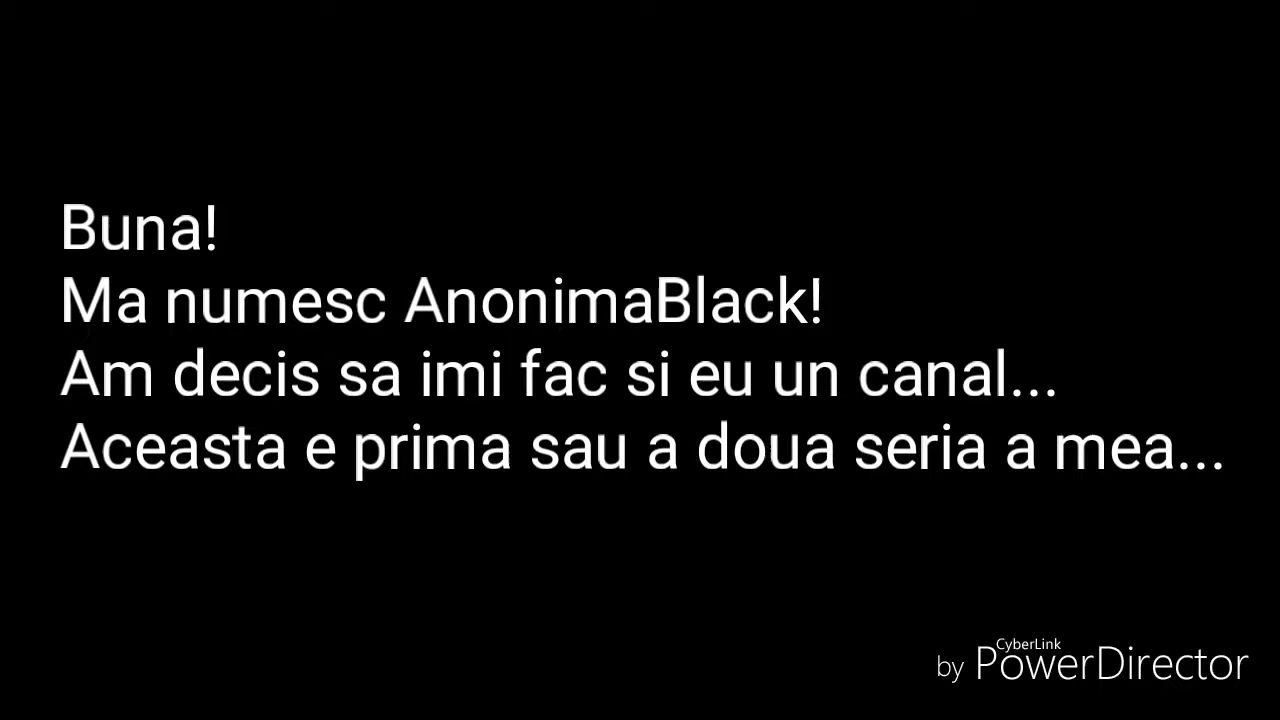 Buna!
Ma numesc AnonimaBlack!
Am decis sa imi fac si eu un canal...
Aceasta e prima sau a doua seria a mea...
CyberLink
by PowerDirector